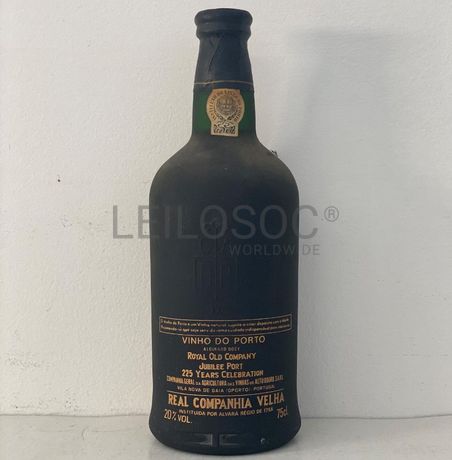 LEILOSOC®
WORLDWIDE
VINHO DO PORTO
ALOURADO DOCE
ROYAL OLD COMPANY
JUBILEE PORT
225 YEARS CELEBRATION
COMPANHIA GERAL DA AGRICULTURA DAS VINHAS DO ALTO DOURO S.A.R.L.
VILA NOVA DE GAIA (OPORTO) PORTUGAL
REAL COMPANHIA VELHA
20% VOL. INSTITUIDA POR ALVARÁ RÉGIO DE 1756 75cl.